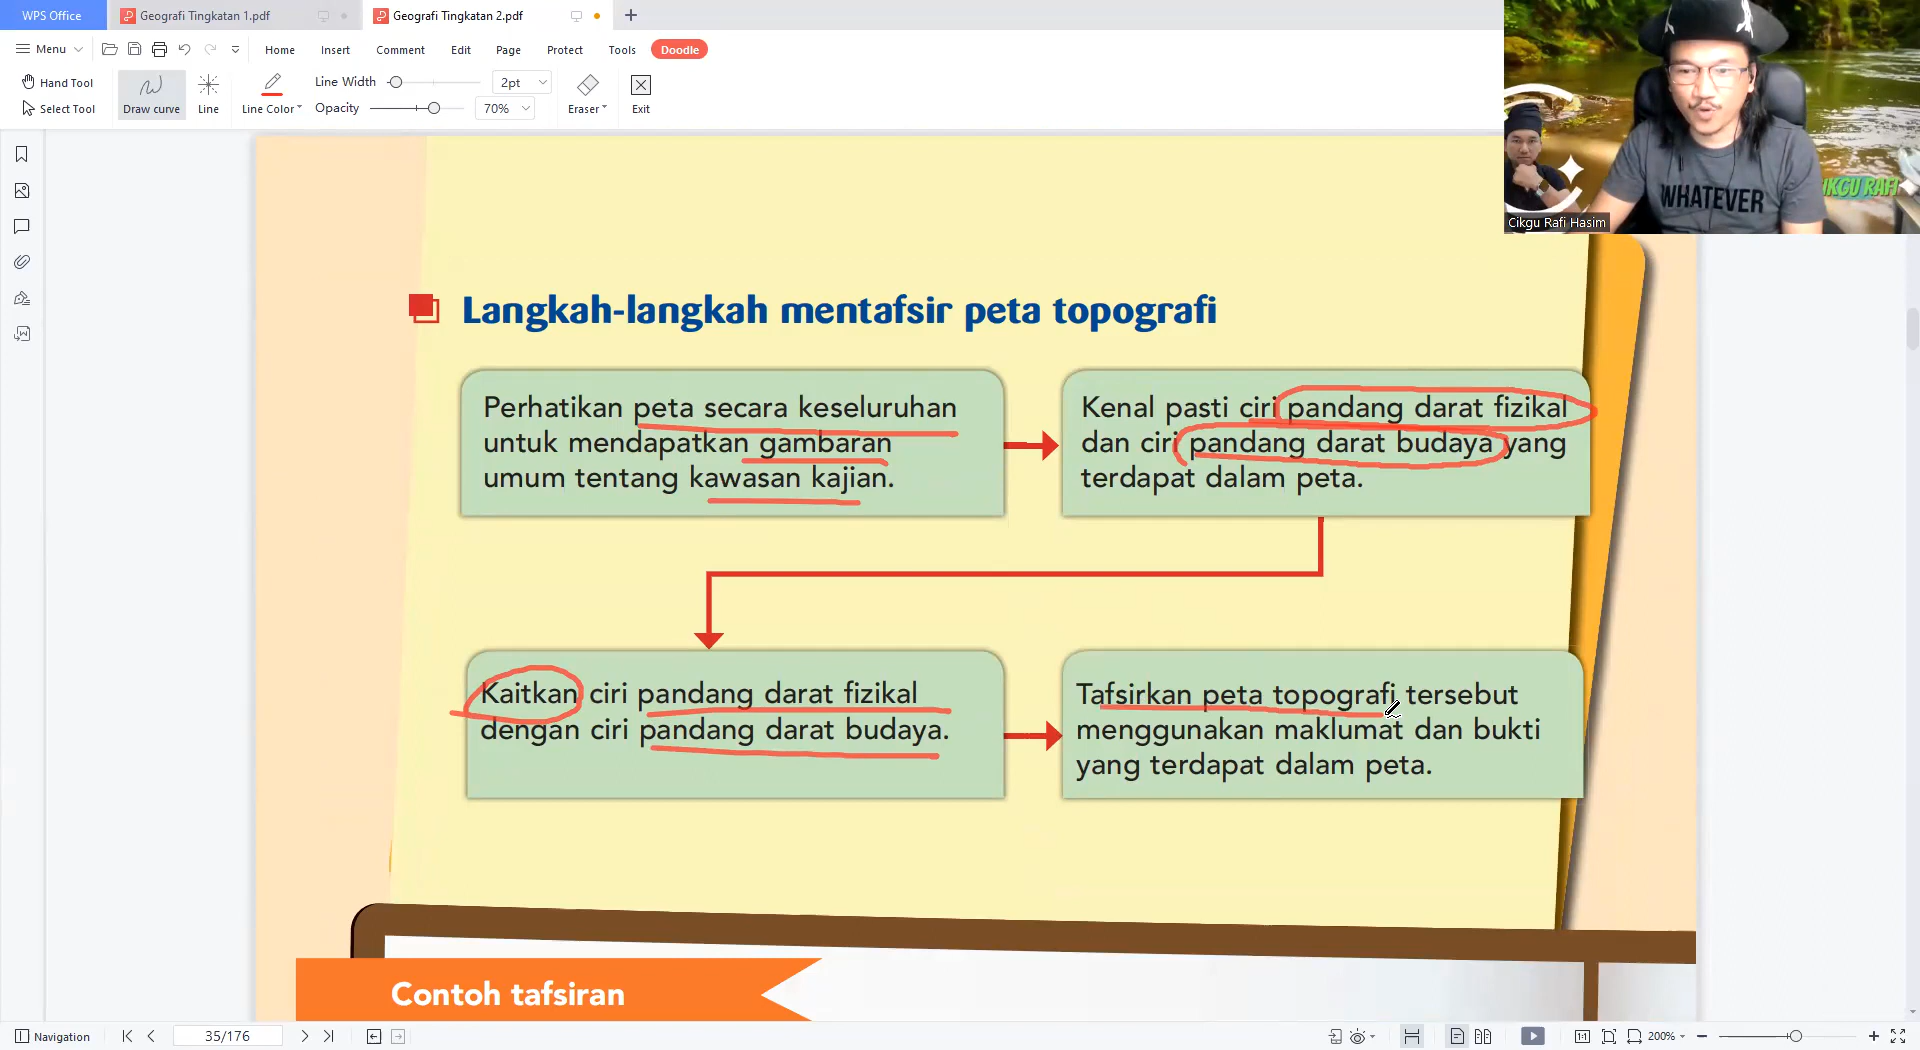 WPS Office
Geografi Tingkatan 1.pdf
Geografi Tingkatan 2.pdf
Menu
Home
Insert
Comment
Edit
Page
Protect
Tools
Doodle
Hand Tool
Select Tool
Draw curve
Line
Line Color
Line Width
2pt
Opacity
70%
Eraser
Exit
WHATEVER
IKGU RAFI
Cikgu Rafi Hasim
Langkah-langkah mentafsir peta topografi
Perhatikan peta secara keseluruhan
untuk mendapatkan gambaran
umum tentang kawasan kajian.
Kenal pasti ciri pandang darat fizikal
dan ciri pandang darat budaya yang
terdapat dalam peta.
Kaitkan ciri pandang darat fizikal
dengan ciri pandang darat budaya.
Tafsirkan peta topografi tersebut
menggunakan maklumat dan bukti
yang terdapat dalam peta.
Contoh tafsiran
Navigation
35/176
1:1
200%